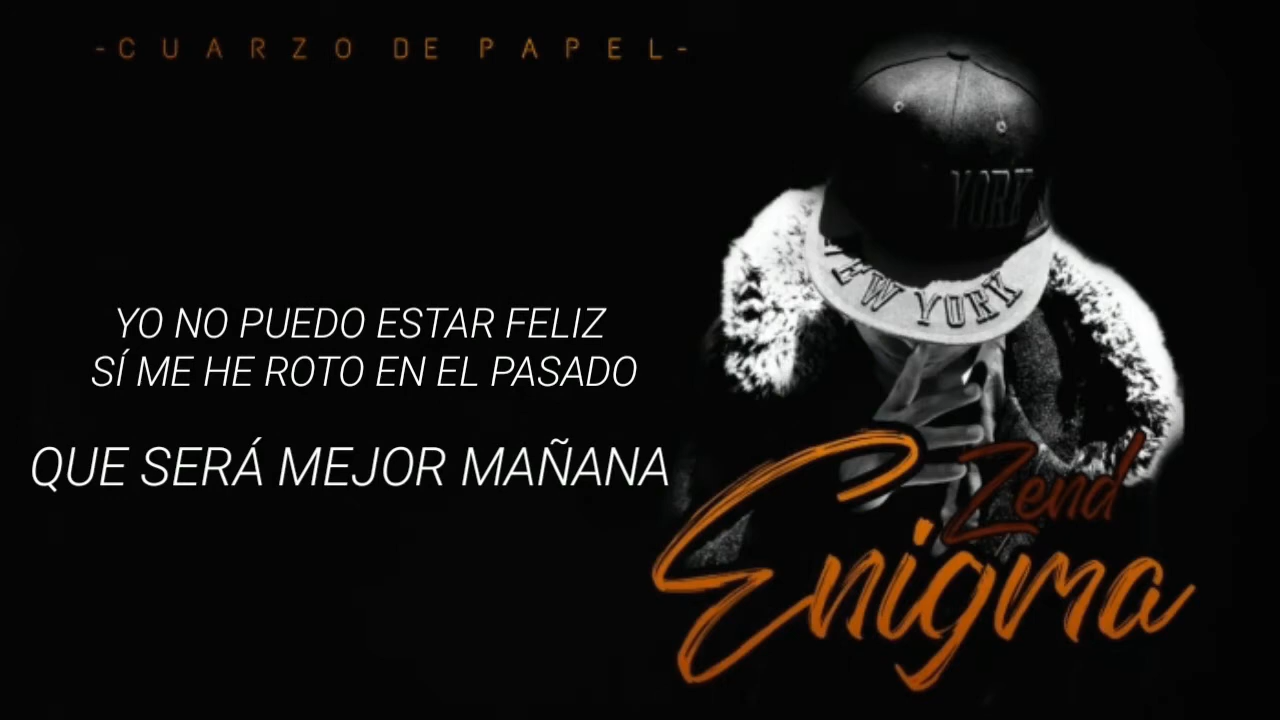 -CUARZO DE PAPEL-
YORK
NEW YORK
YO NO PUEDO ESTAR FELIZ
SÍ ME HE ROTO EN EL PASADO
QUE SERÁ MEJOR MAÑANA
Zend
Enigma